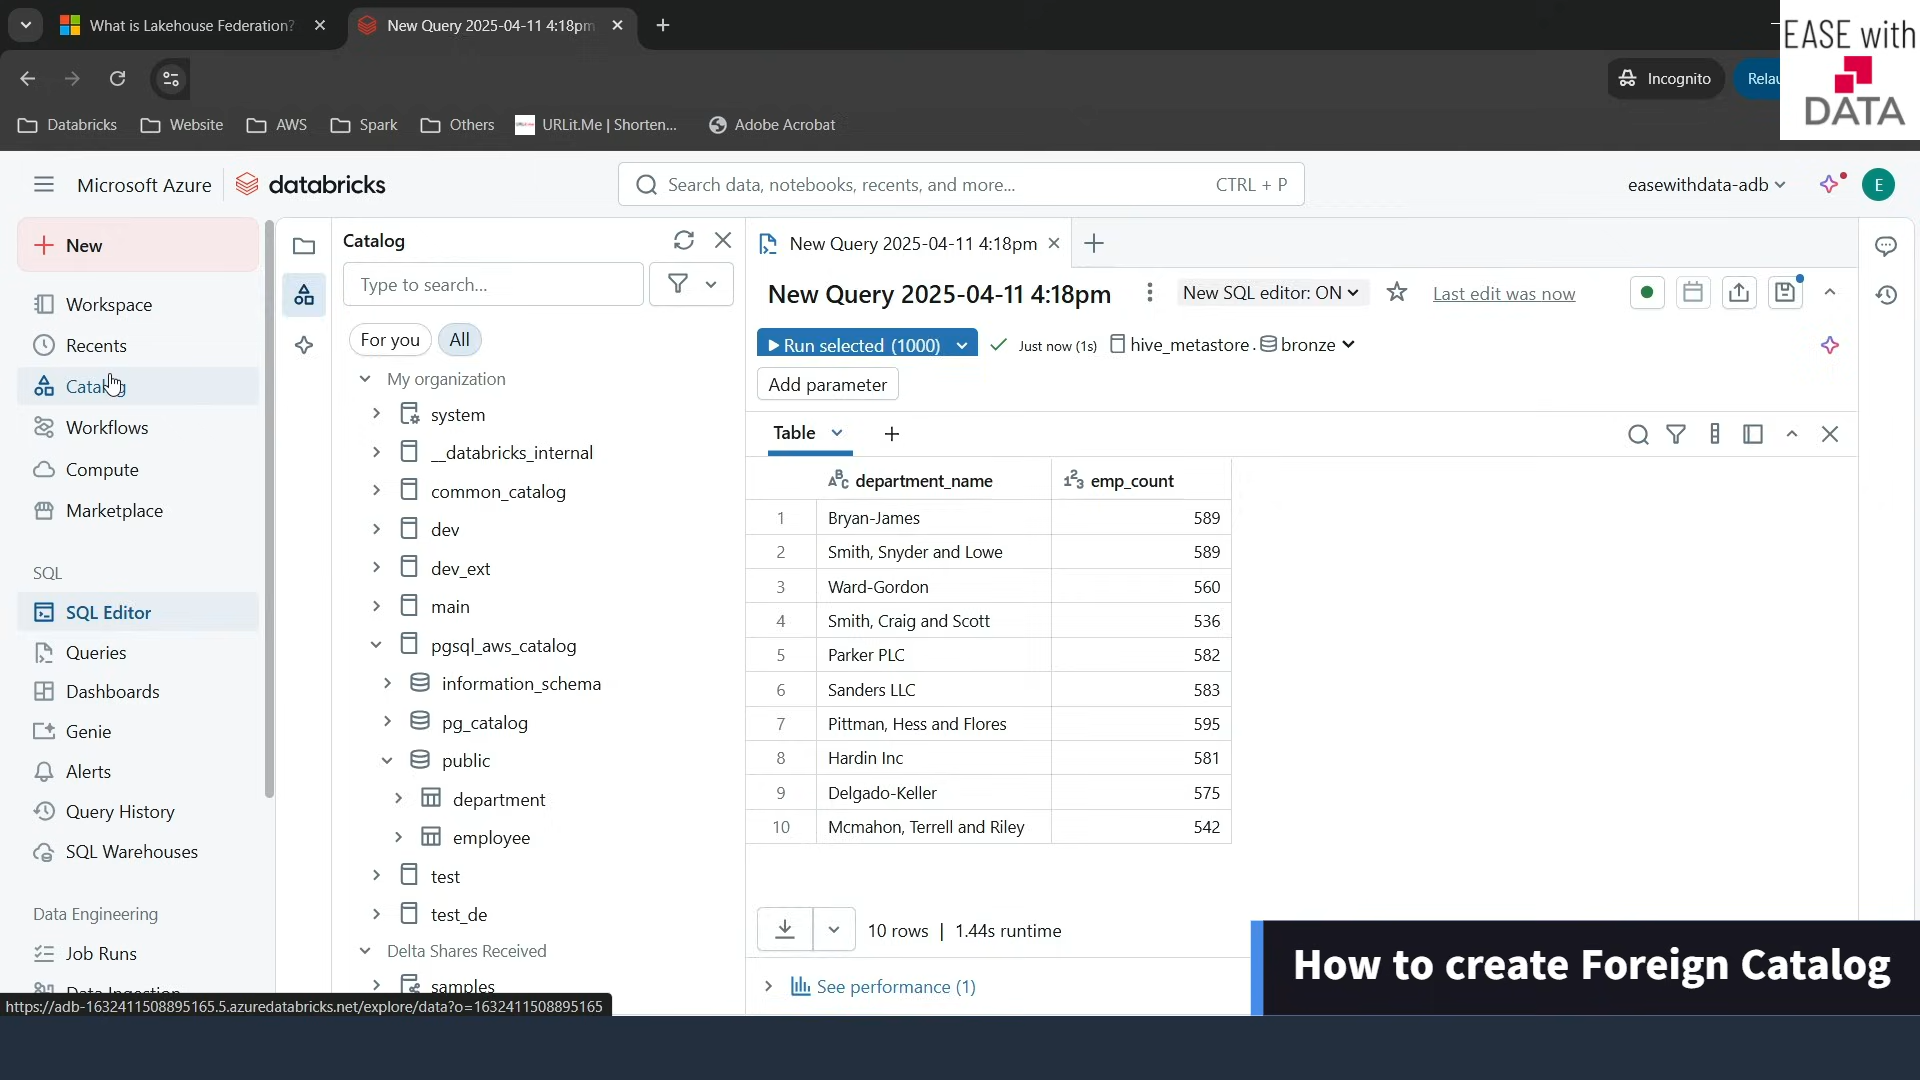 What is Lakehouse Federation?
New Query 2025-04-11 4:18pm
EASE with
DATA
Incognito
Databricks
Website
AWS
Spark
Others
URLit.Me | Shorten...
Adobe Acrobat
Microsoft Azure
databricks
Search data, notebooks, recents, and more...
CTRL + P
easewithdata-adb
E
New
Workspace
Recents
Catalog
Workflows
Compute
Marketplace
SQL
SQL Editor
Queries
Dashboards
Genie
Alerts
Query History
SQL Warehouses
Data Engineering
Job Runs
Data Ingestion
https://adb-1632411508895165.5.azuredatabricks.net/explore/data?o=1632411508895165
Catalog
Type to search...
For you
All
My organization
system
__databricks_internal
common_catalog
dev
dev_ext
main
pgsql_aws_catalog
information_schema
pg_catalog
public
department
employee
test
test_de
Delta Shares Received
samples
New Query 2025-04-11 4:18pm
New Query 2025-04-11 4:18pm
New SQL editor: ON
Last edit was now
Run selected (1000)
Just now (1s)
hive_metastore.bronze
Add parameter
Table
department_name emp_count
1 Bryan-James 589
2 Smith, Snyder and Lowe 589
3 Ward-Gordon 560
4 Smith, Craig and Scott 536
5 Parker PLC 582
6 Sanders LLC 583
7 Pittman, Hess and Flores 595
8 Hardin Inc 581
9 Delgado-Keller 575
10 Mcmahon, Terrell and Riley 542
10 rows | 1.44s runtime
See performance (1)
How to create Foreign Catalog